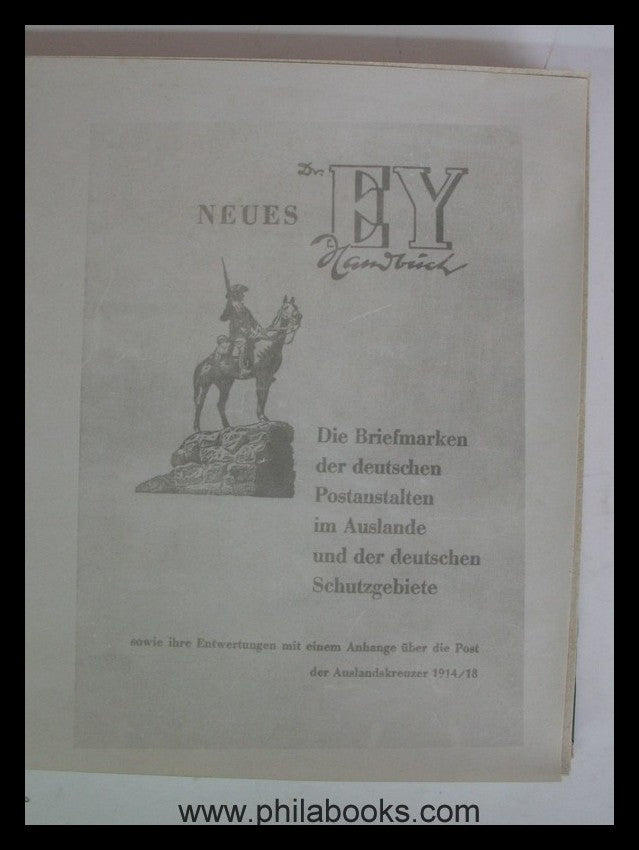 Dr. EY
NEUES
Handbuch
Die Briefmarken
der deutschen
Postanstalten
im Auslande
und der deutschen
Schutzgebiete
sowie ihre Entwertungen mit einem Anhange über die Post
der Auslandskreuzer 1914/18
www.philabooks.com